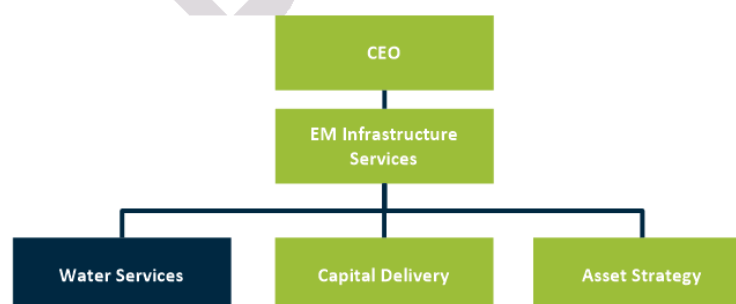 CEO
EM Infrastructure
Services
Water Services
Capital Delivery
Asset Strategy